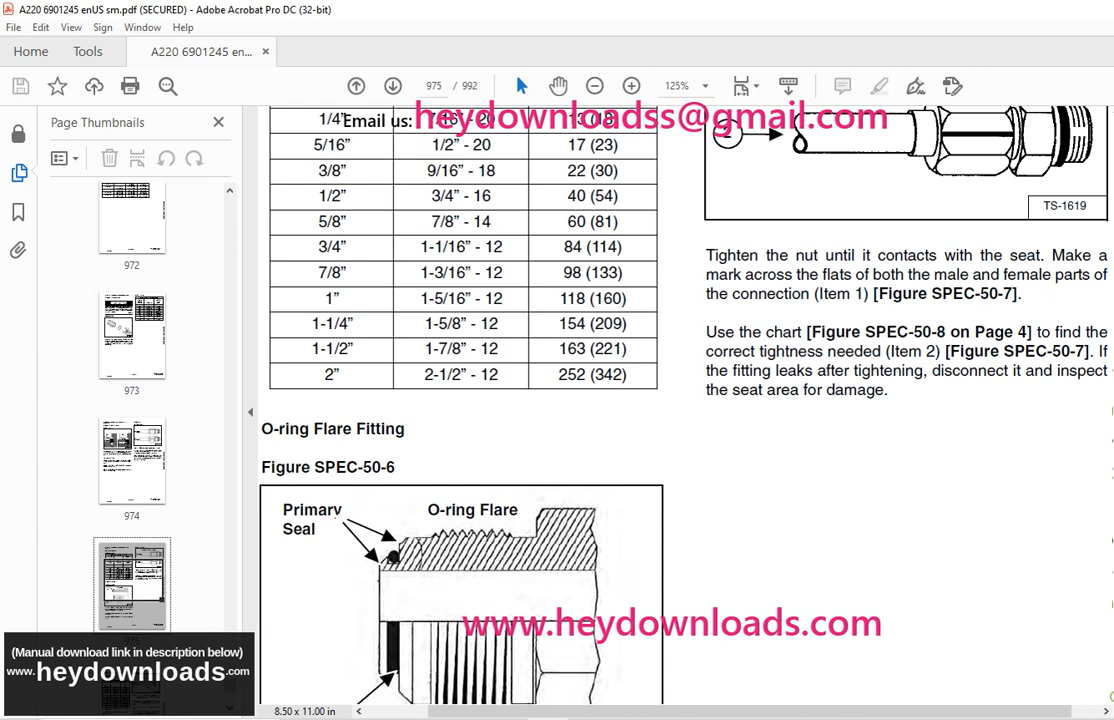 A220 6901245 enUS sm.pdf (SECURED) - Adobe Acrobat Pro DC (32-bit)
File Edit View Sign Window Help
Home Tools A220 6901245 en... ×
975 / 992 125%
Page Thumbnails
972
973
974
(Manual download link in description below)
www.heydownloads.com
Email us: heydownloadss@gmail.com
1/4"
5/16” 1/2” - 20 17 (23)
3/8” 9/16” - 18 22 (30)
1/2” 3/4” - 16 40 (54)
5/8” 7/8” - 14 60 (81)
3/4” 1-1/16” - 12 84 (114)
7/8” 1-3/16” - 12 98 (133)
1” 1-5/16” - 12 118 (160)
1-1/4” 1-5/8” - 12 154 (209)
1-1/2” 1-7/8” - 12 163 (221)
2” 2-1/2” - 12 252 (342)
O-ring Flare Fitting
Figure SPEC-50-6
Primary
Seal
O-ring Flare
www.heydownloads.com
2
TS-1619
Tighten the nut until it contacts with the seat. Make a
mark across the flats of both the male and female parts of
the connection (Item 1) [Figure SPEC-50-7].
Use the chart [Figure SPEC-50-8 on Page 4] to find the
correct tightness needed (Item 2) [Figure SPEC-50-7]. If
the fitting leaks after tightening, disconnect it and inspect
the seat area for damage.
8.50 x 11.00 in